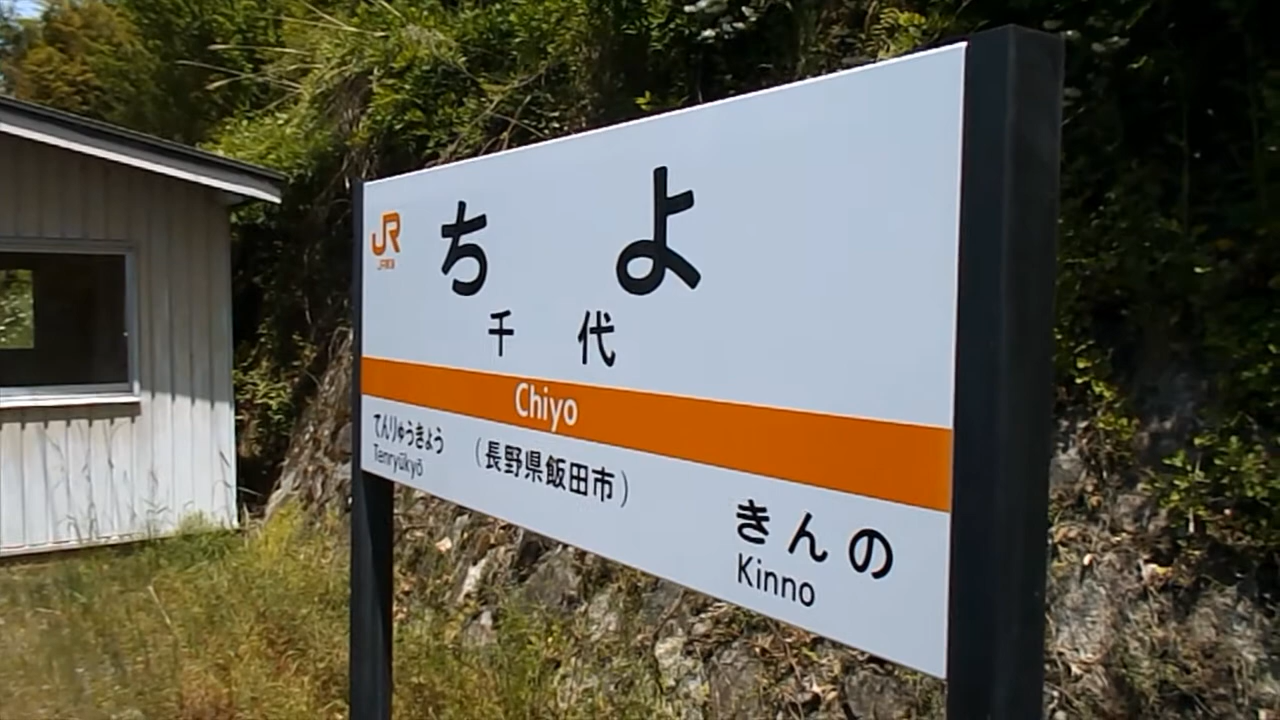 JR
JR東海
ちよ
千代
Chiyo
てんりゅうきょう
Tenryūkyō
（長野県飯田市）
きんの
Kinno